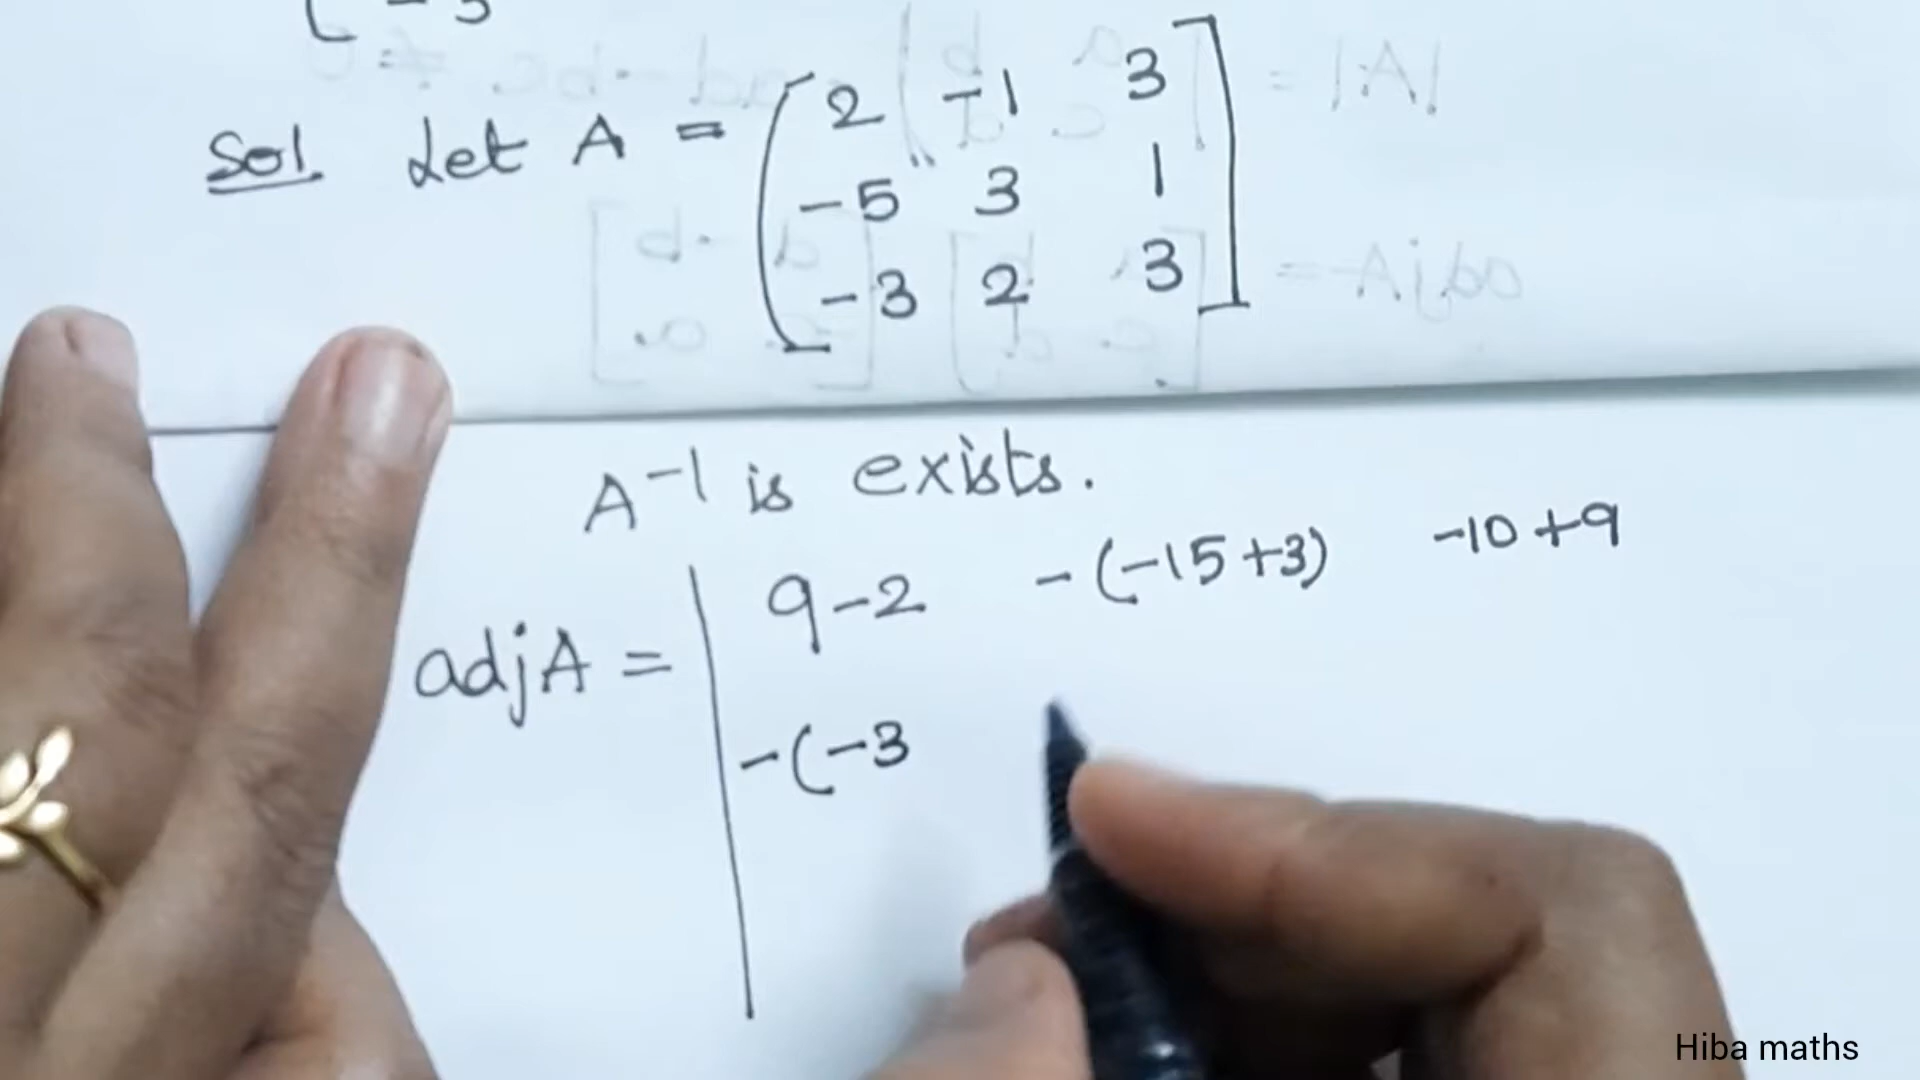 Sol Let A = [ 2 -1 3
-5 3 1
-3 2 3 ]
A⁻¹ is exists.
adjA = | 9-2 -(-15+3) -10+9
-(-3
Hiba maths